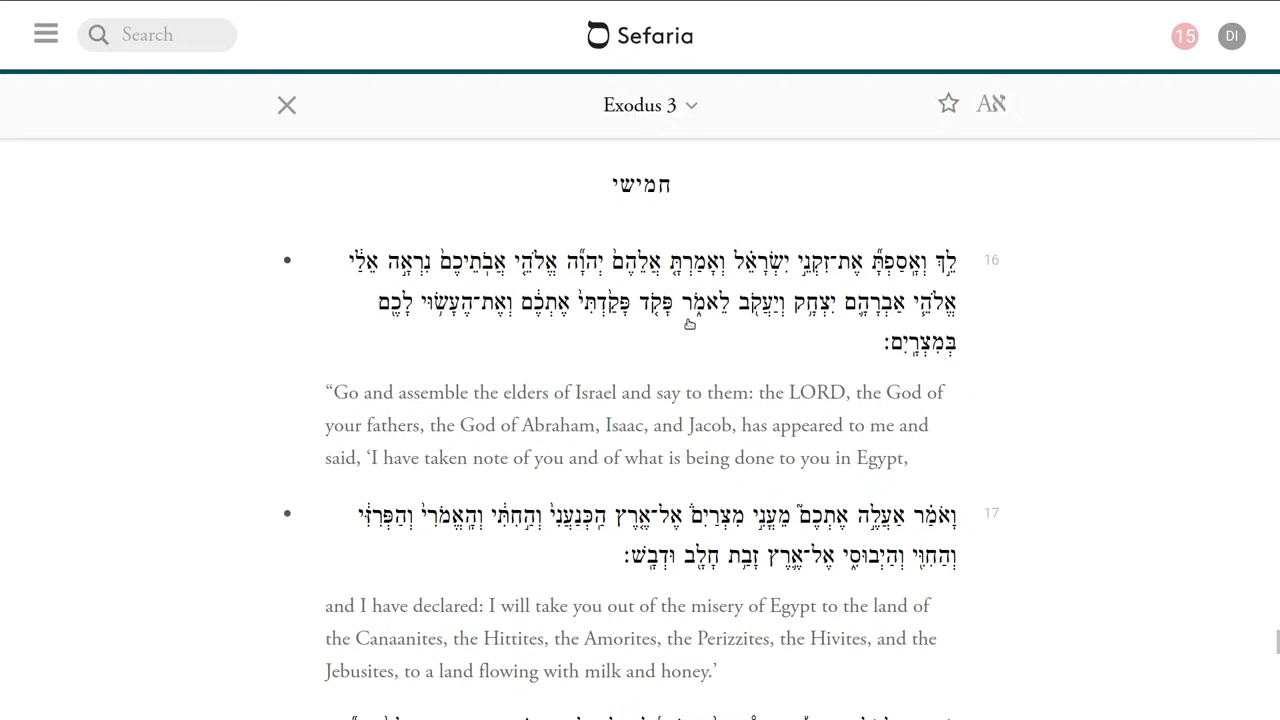 Search
Sefaria
15
DI
Exodus 3
Aא
חמישי
16
לֵ֣ךְ וְאָֽסַפְתָּ֞ אֶת־זִקְנֵ֣י יִשְׂרָאֵ֗ל וְאָמַרְתָּ֤ אֲלֵהֶם֙ יְהֹוָ֞ה אֱלֹהֵ֤י אֲבֹֽתֵיכֶם֙ נִרְאָ֣ה אֵלַ֔י
אֱלֹהֵ֧י אַבְרָהָ֛ם יִצְחָ֥ק וְיַעֲקֹ֖ב לֵאמֹ֑ר פָּקֹ֤ד פָּקַ֙דְתִּי֙ אֶתְכֶ֔ם וְאֶת־הֶעָשׂ֥וּי לָכֶ֖ם
בְּמִצְרָֽיִם׃
“Go and assemble the elders of Israel and say to them: the LORD, the God of
your fathers, the God of Abraham, Isaac, and Jacob, has appeared to me and
said, ‘I have taken note of you and of what is being done to you in Egypt,
17
וָאֹמַ֗ר אַעֲלֶ֣ה אֶתְכֶם֮ מֵעֳנִ֣י מִצְרַ֒יִם֒ אֶל־אֶ֤רֶץ הַֽכְּנַעֲנִי֙ וְהַ֣חִתִּ֔י וְהָֽאֱמֹרִי֙ וְהַפְּרִזִּ֔י
וְהַחִוִּ֖י וְהַיְבוּסִ֑י אֶל־אֶ֛רֶץ זָבַ֥ת חָלָ֖ב וּדְבָֽשׁ׃
and I have declared: I will take you out of the misery of Egypt to the land of
the Canaanites, the Hittites, the Amorites, the Perizzites, the Hivites, and the
Jebusites, to a land flowing with milk and honey.’